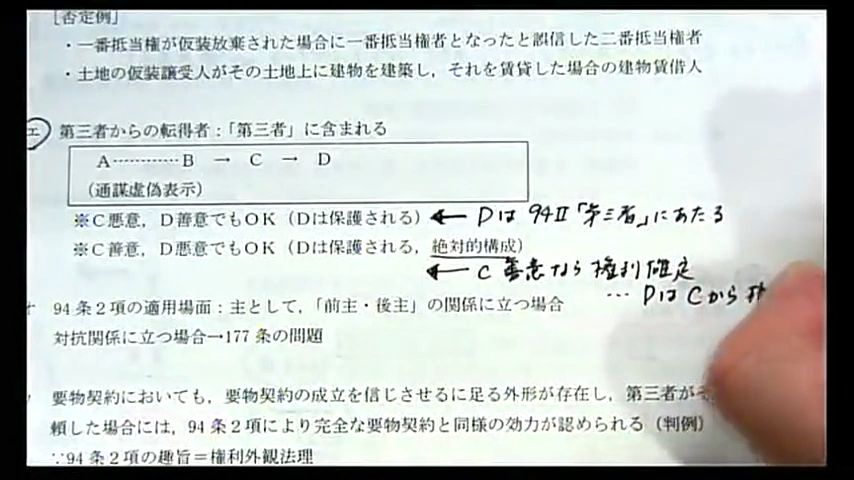 [否定例]
・一番抵当権が仮装放棄された場合に一番抵当権者となったと誤信した二番抵当権者
・土地の仮装譲受人がその土地上に建物を建築し，それを賃貸した場合の建物賃借人
エ 第三者からの転得者：「第三者」に含まれる
A…………B → C → D
（通謀虚偽表示）
※C悪意，D善意でもOK（Dは保護される） ← Dは 94Ⅱ「第三者」にあたる
※C善意，D悪意でもOK（Dは保護される，絶対的構成）
← C 善意なら 権利確定
… Dは Cから
オ 94条2項の適用場面：主として，「前主・後主」の関係に立つ場合
対抗関係に立つ場合→177条の問題
要物契約においても，要物契約の成立を信じさせるに足る外形が存在し，第三者が
頼した場合には，94条2項により完全な要物契約と同様の効力が認められる（判例）
∵94条2項の趣旨＝権利外観法理